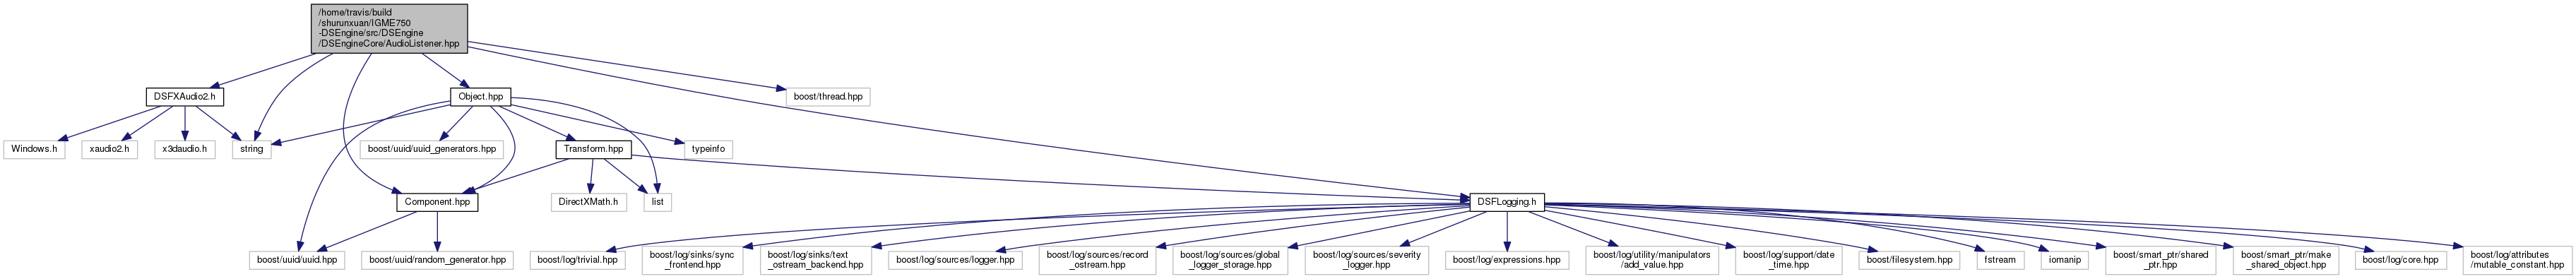 /home/travis/build
/shurunxuan/IGME750
-DSEngine/src/DSEngine
/DSEngineCore/AudioListener.hpp
DSFXAudio2.h
Object.hpp
boost/thread.hpp
Windows.h
xaudio2.h
x3daudio.h
string
boost/uuid/uuid_generators.hpp
Transform.hpp
typeinfo
Component.hpp
DirectXMath.h
list
DSFLogging.h
boost/uuid/uuid.hpp
boost/uuid/random_generator.hpp
boost/log/trivial.hpp
boost/log/sinks/sync
_frontend.hpp
boost/log/sinks/text
_ostream_backend.hpp
boost/log/sources/logger.hpp
boost/log/sources/record
_ostream.hpp
boost/log/sources/global
_logger_storage.hpp
boost/log/sources/severity
_logger.hpp
boost/log/expressions.hpp
boost/log/utility/manipulators
/add_value.hpp
boost/log/support/date
_time.hpp
boost/filesystem.hpp
fstream
iomanip
boost/smart_ptr/shared
_ptr.hpp
boost/smart_ptr/make
_shared_object.hpp
boost/log/core.hpp
boost/log/attributes
/mutable_constant.hpp